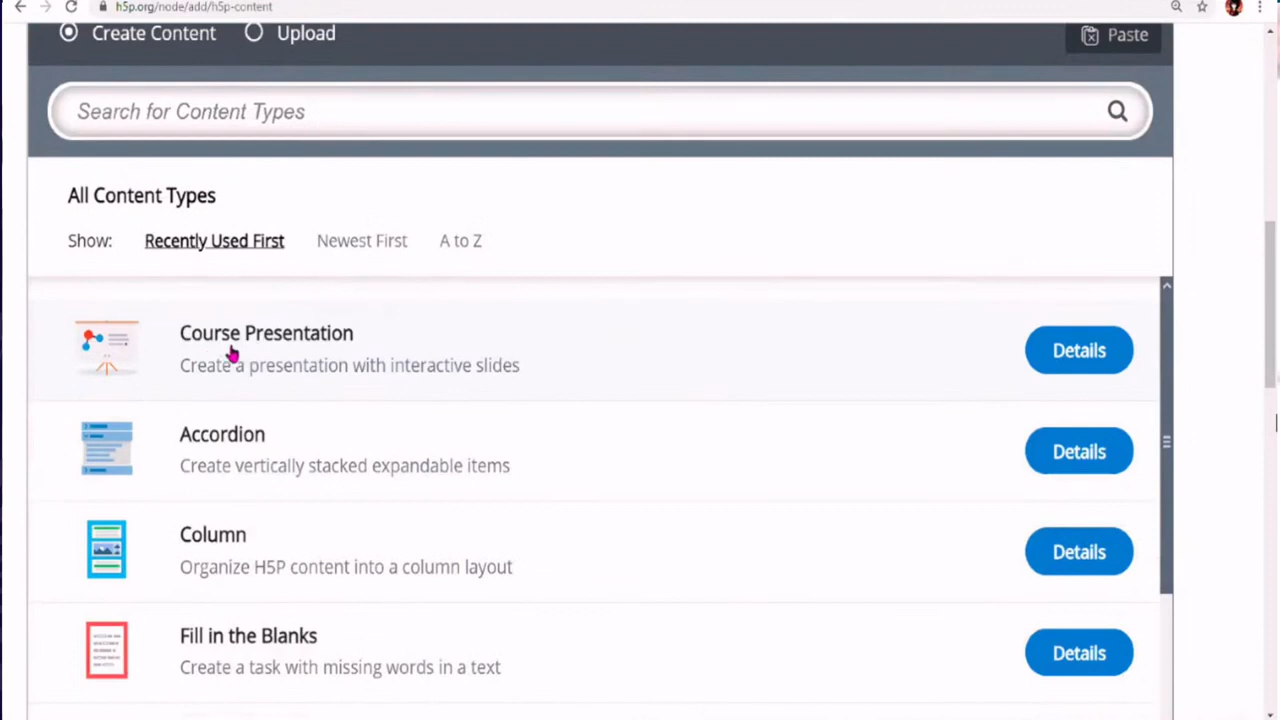 h5p.org/node/add/h5p-content
Create Content Upload Paste
Search for Content Types
All Content Types
Show: Recently Used First Newest First A to Z
Course Presentation
Create a presentation with interactive slides
Details
Accordion
Create vertically stacked expandable items
Details
Column
Organize H5P content into a column layout
Details
Fill in the Blanks
Create a task with missing words in a text
Details